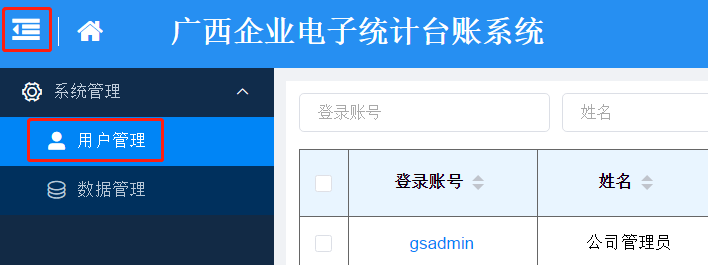 广西企业电子统计台账系统
系统管理
用户管理
数据管理
登录账号 姓名
登录账号 姓名
gsadmin 公司管理员